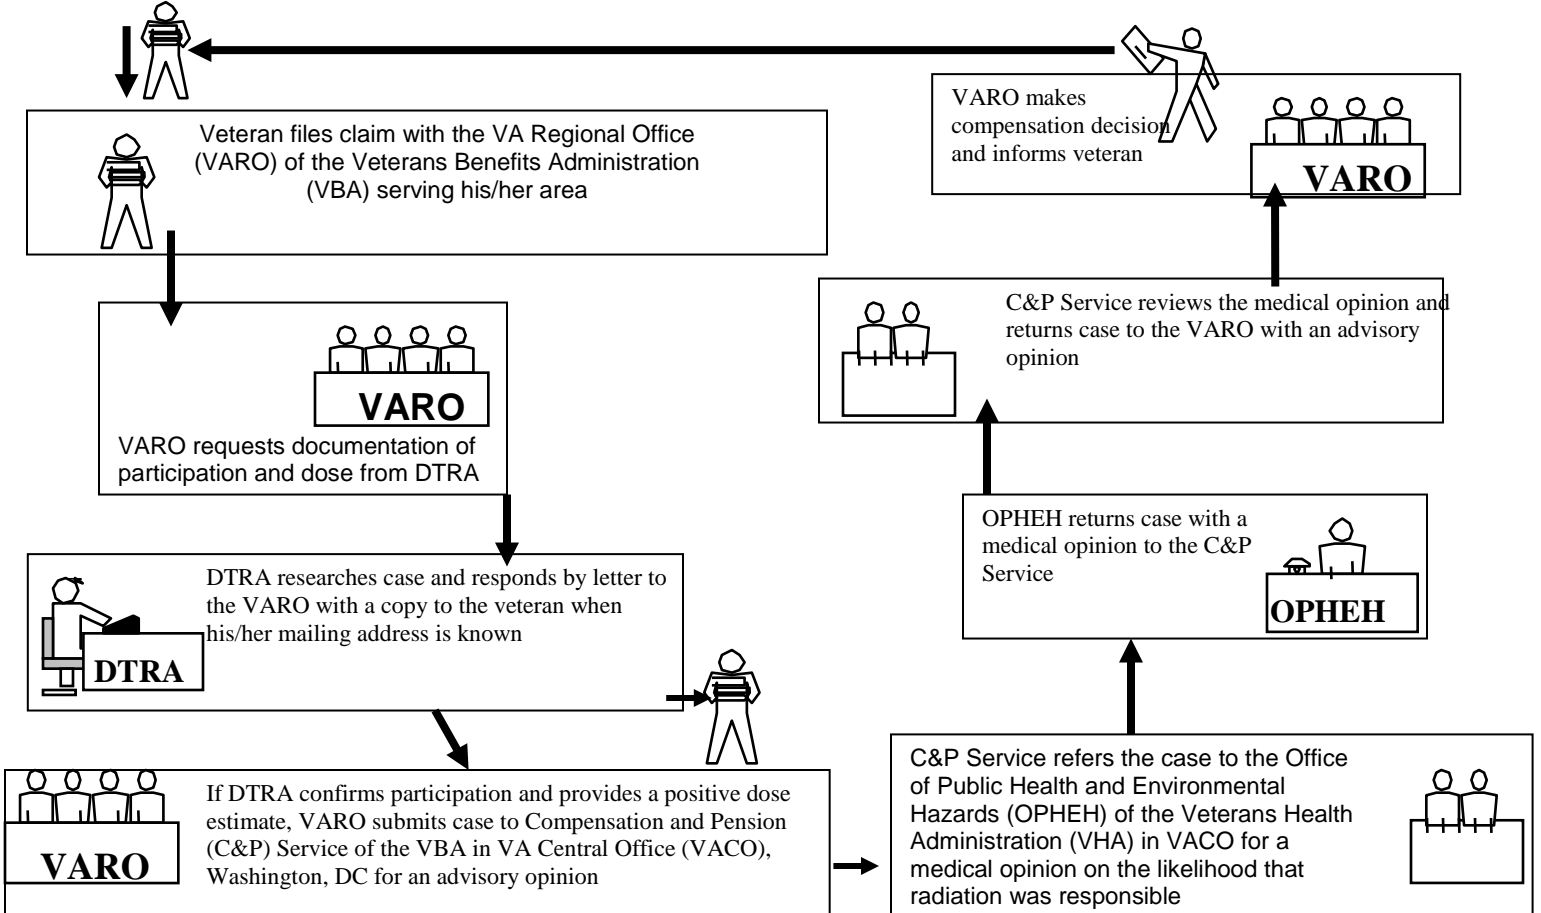 Veteran files claim with the VA Regional Office
(VARO) of the Veterans Benefits Administration
(VBA) serving his/her area
VARO
VARO requests documentation of
participation and dose from DTRA
DTRA researches case and responds by letter to
the VARO with a copy to the veteran when
his/her mailing address is known
DTRA
If DTRA confirms participation and provides a positive dose
estimate, VARO submits case to Compensation and Pension
(C&P) Service of the VBA in VA Central Office (VACO),
Washington, DC for an advisory opinion
VARO
C&P Service refers the case to the Office
of Public Health and Environmental
Hazards (OPHEH) of the Veterans Health
Administration (VHA) in VACO for a
medical opinion on the likelihood that
radiation was responsible
OPHEH returns case with a
medical opinion to the C&P
Service
OPHEH
C&P Service reviews the medical opinion and
returns case to the VARO with an advisory
opinion
VARO makes
compensation decision
and informs veteran
VARO